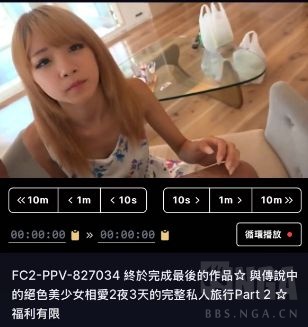 «10m <1m <10s 10s> 1m> 10m»
00:00:00 » 00:00:00 循環播放
FC2-PPV-827034 終於完成最後的作品☆ 與傳說中
的絕色美少女相愛2夜3天的完整私人旅行Part 2 ☆
福利有限
NGA
BBS.NGA.CN